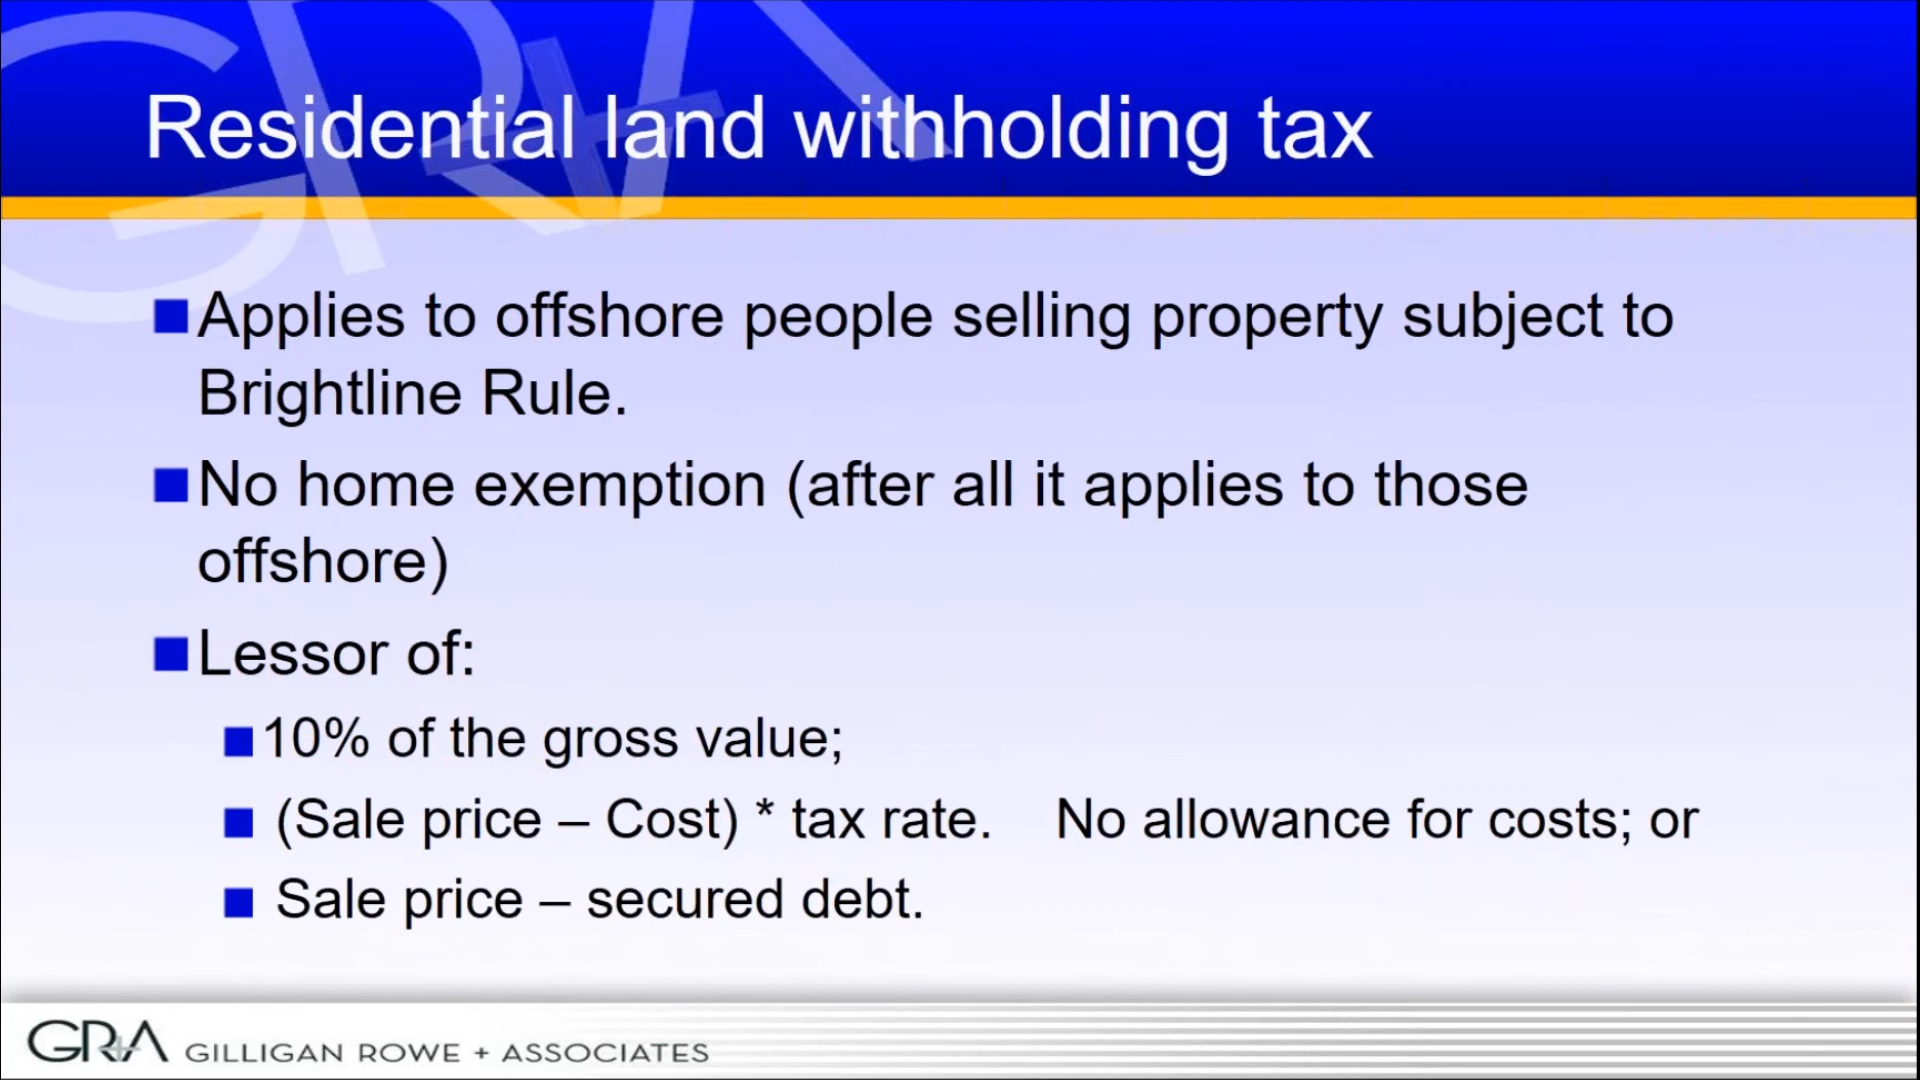 Residential land withholding tax
Applies to offshore people selling property subject to
Brightline Rule.
No home exemption (after all it applies to those
offshore)
Lessor of:
10% of the gross value;
(Sale price – Cost) * tax rate. No allowance for costs; or
Sale price – secured debt.
GRA GILLIGAN ROWE + ASSOCIATES